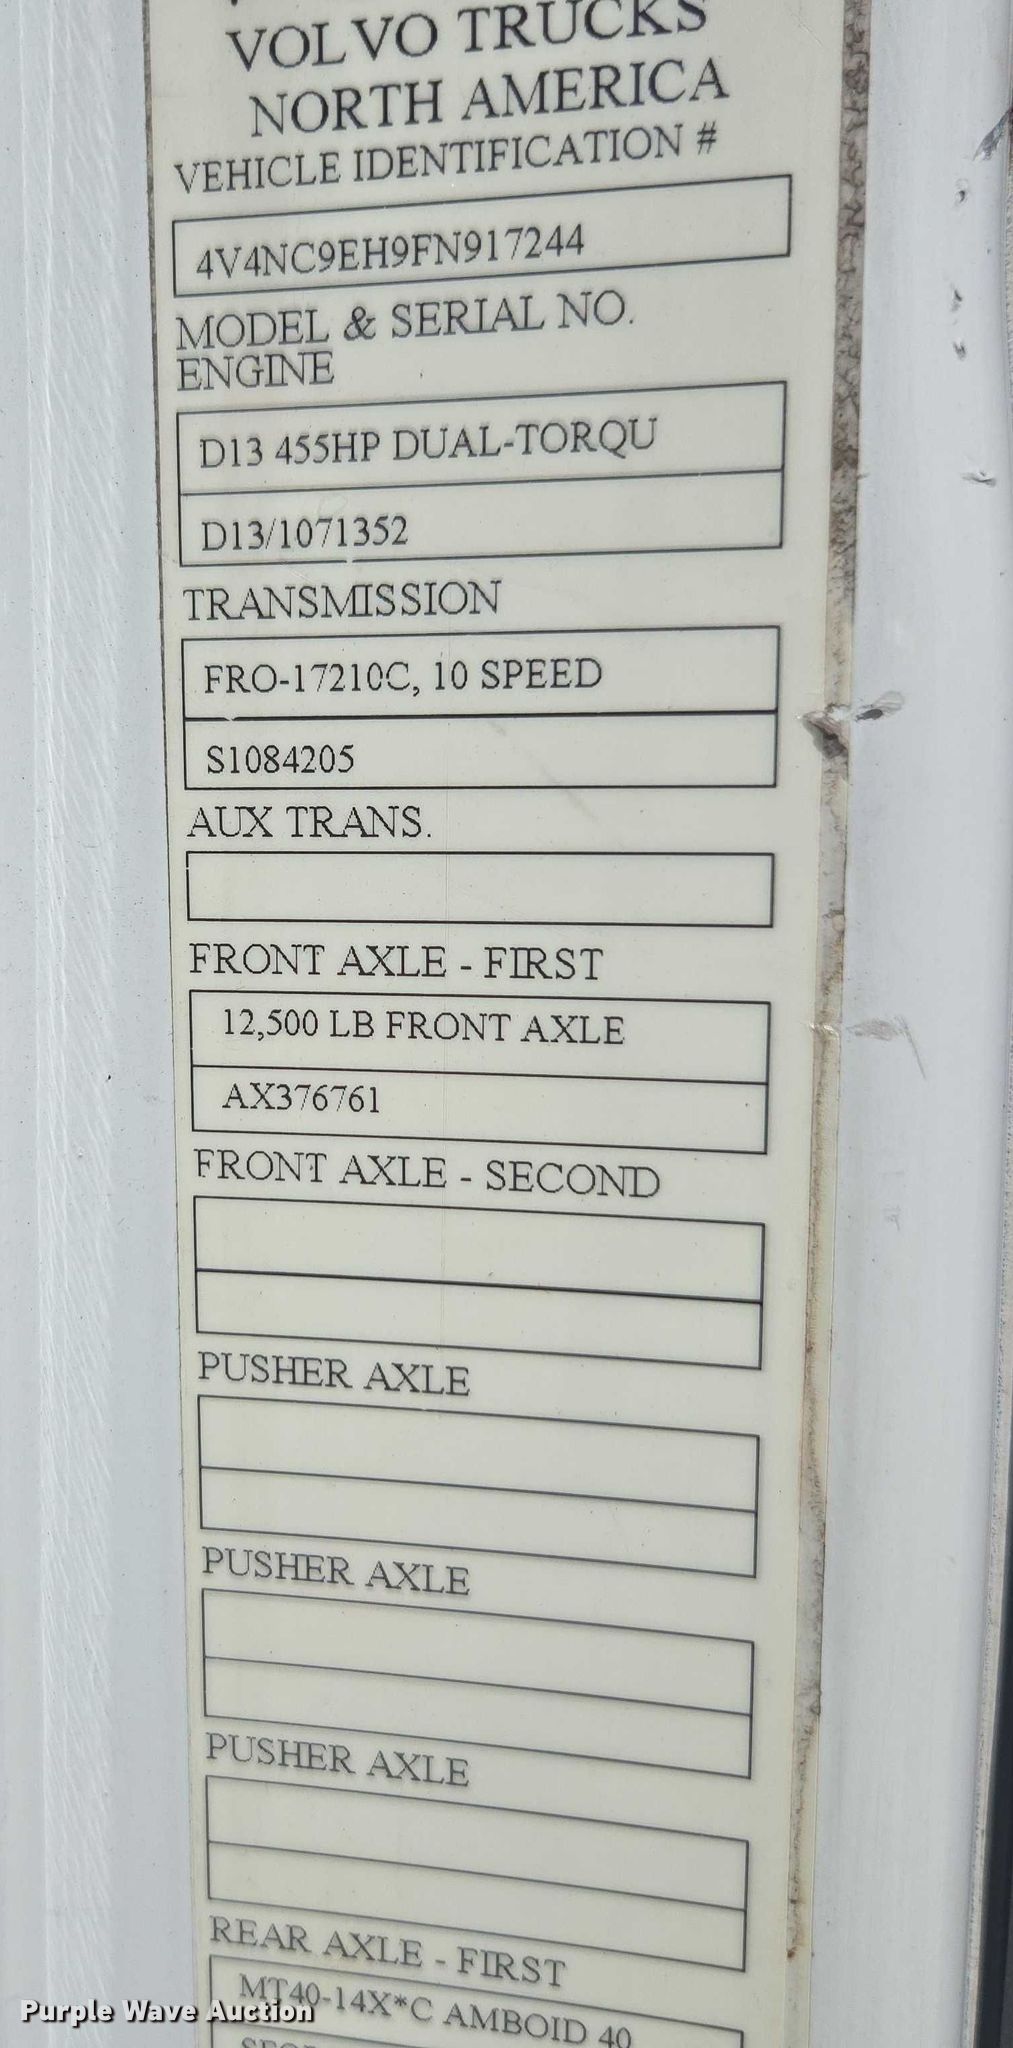 VOLVO TRUCKS
NORTH AMERICA
VEHICLE IDENTIFICATION #
4V4NC9EH9FN917244
MODEL & SERIAL NO.
ENGINE
D13 455HP DUAL-TORQU
D13/1071352
TRANSMISSION
FRO-17210C, 10 SPEED
S1084205
AUX TRANS.
FRONT AXLE - FIRST
12,500 LB FRONT AXLE
AX376761
FRONT AXLE - SECOND
PUSHER AXLE
PUSHER AXLE
PUSHER AXLE
REAR AXLE - FIRST
MT40-14X*C AMBOID 40
Purple Wave Auction